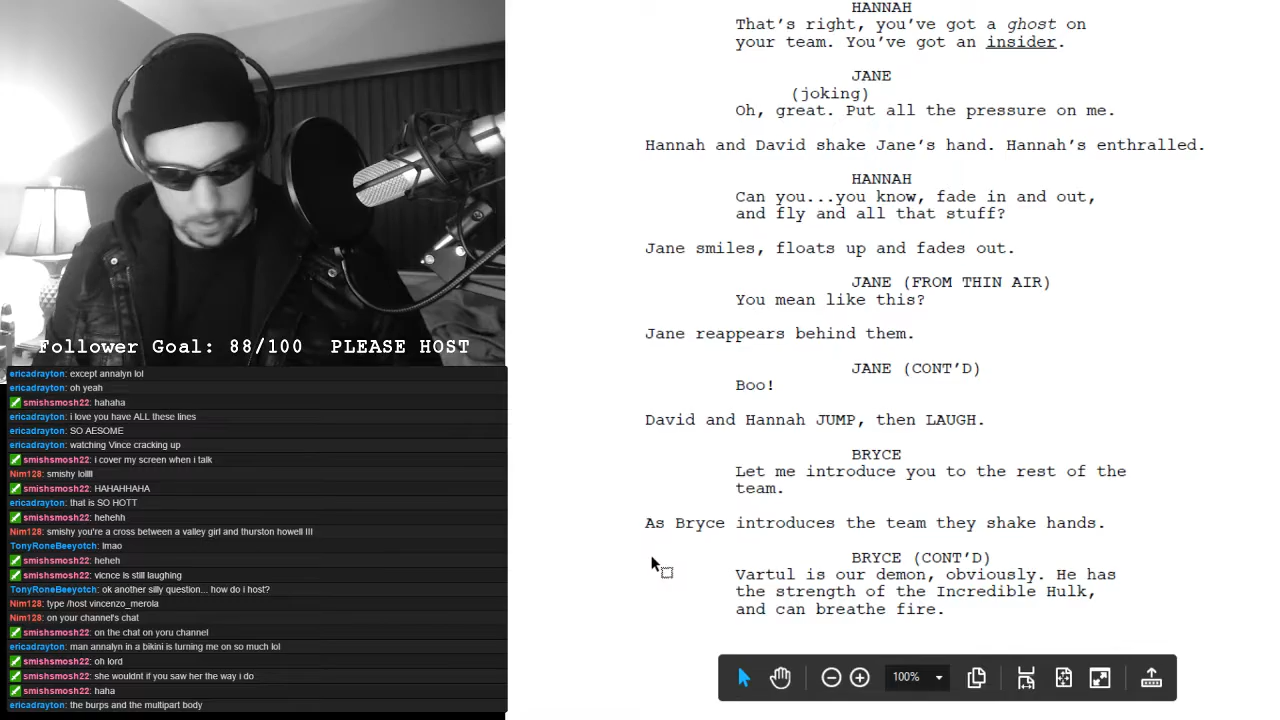 HANNAH
That's right, you've got a ghost on
your team. You've got an insider.
JANE
(joking)
Oh, great. Put all the pressure on me.
Hannah and David shake Jane's hand. Hannah's enthralled.
HANNAH
Can you...you know, fade in and out,
and fly and all that stuff?
Jane smiles, floats up and fades out.
JANE (FROM THIN AIR)
You mean like this?
Jane reappears behind them.
JANE (CONT'D)
Boo!
David and Hannah JUMP, then LAUGH.
BRYCE
Let me introduce you to the rest of the
team.
As Bryce introduces the team they shake hands.
BRYCE (CONT'D)
Vartul is our demon, obviously. He has
the strength of the Incredible Hulk,
and can breathe fire.
100%
Follower Goal: 88/100 PLEASE HOST
ericadrayton: except annalyn lol
ericadrayton: oh yeah
smishsmosh22: hahaha
ericadrayton: i love you have ALL these lines
ericadrayton: SO AESOME
ericadrayton: watching Vince cracking up
smishsmosh22: i cover my screen when i talk
Nim128: smishy lollll
smishsmosh22: HAHAHHAHA
ericadrayton: that is SO HOTT
smishsmosh22: hehehh
Nim128: smishy you're a cross between a valley girl and thurston howell III
TonyRoneBeeyotch: lmao
smishsmosh22: heheh
smishsmosh22: vicnce is still laughing
TonyRoneBeeyotch: ok another silly question... how do i host?
Nim128: type /host vincenzo_merola
Nim128: on your channel's chat
smishsmosh22: on the chat on yoru channel
ericadrayton: man annalyn in a bikini is turning me on so much lol
smishsmosh22: oh lord
smishsmosh22: she wouldnt if you saw her the way i do
smishsmosh22: haha
ericadrayton: the burps and the multipart body